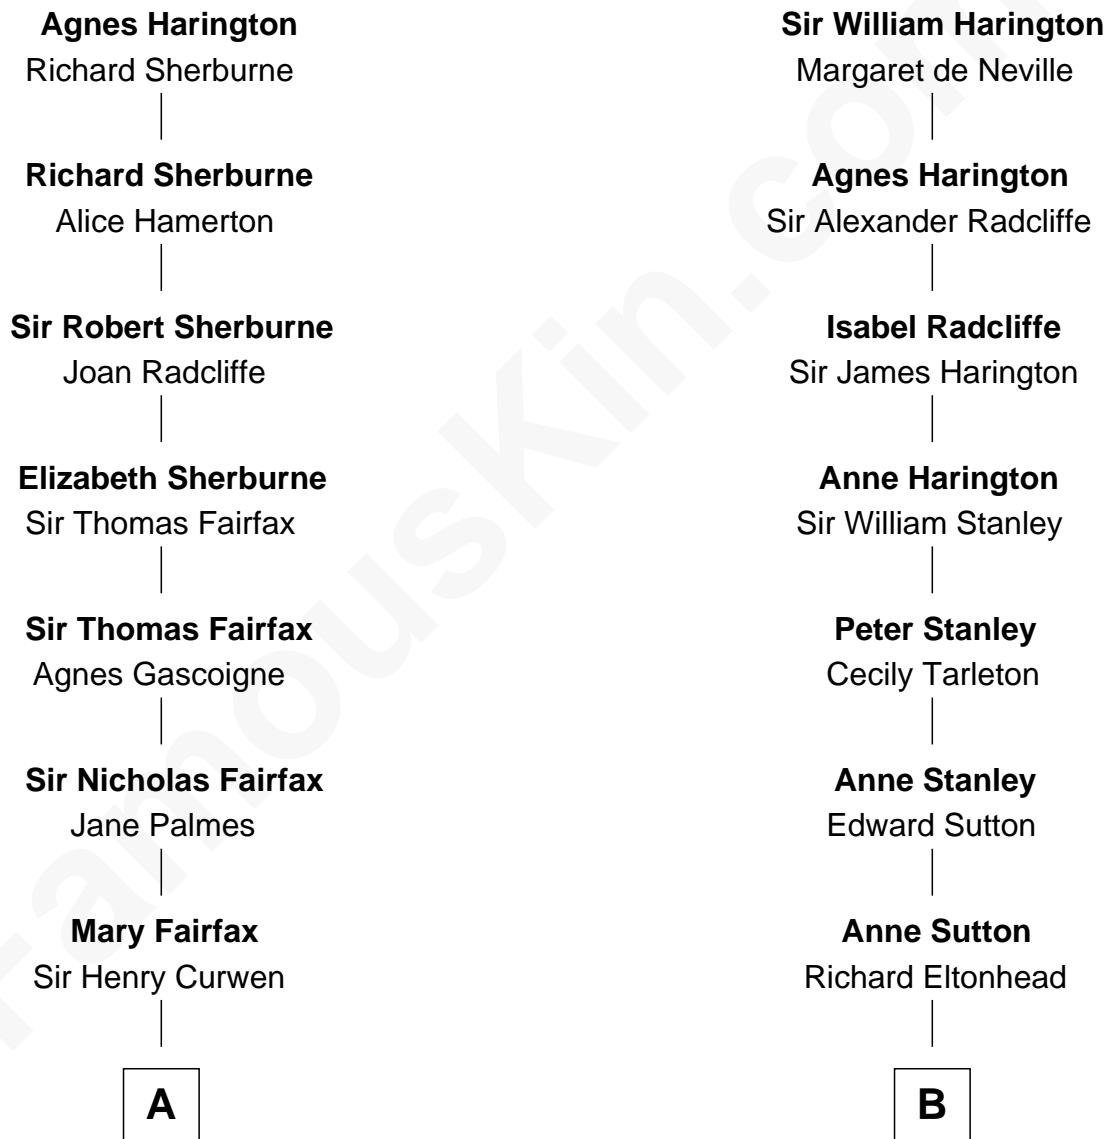 Agnes Harington
Richard Sherburne
Richard Sherburne
Alice Hamerton
Sir Robert Sherburne
Joan Radcliffe
Elizabeth Sherburne
Sir Thomas Fairfax
Sir Thomas Fairfax
Agnes Gascoigne
Sir Nicholas Fairfax
Jane Palmes
Mary Fairfax
Sir Henry Curwen
A
Sir William Harington
Margaret de Neville
Agnes Harington
Sir Alexander Radcliffe
Isabel Radcliffe
Sir James Harington
Anne Harington
Sir William Stanley
Peter Stanley
Cecily Tarleton
Anne Stanley
Edward Sutton
Anne Sutton
Richard Eltonhead
B
FamousKin.com